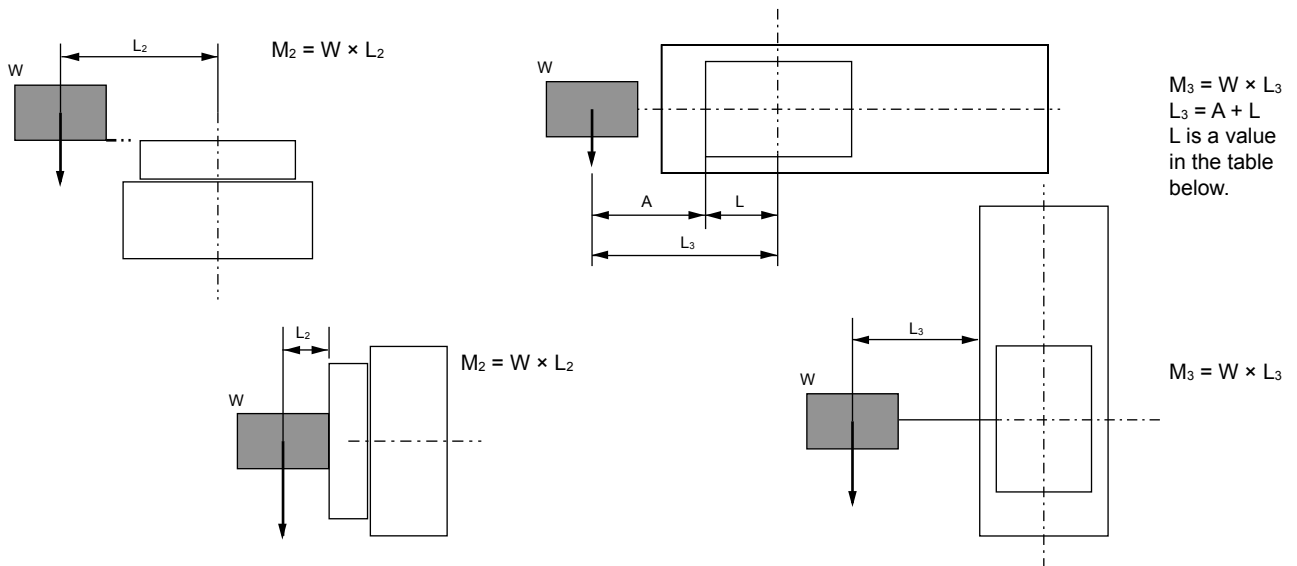 L₂
M₂ = W × L₂
W
W
A
L
L₃
M₃ = W × L₃
L₃ = A + L
L is a value
in the table
below.
L₂
M₂ = W × L₂
W
L₃
W
M₃ = W × L₃